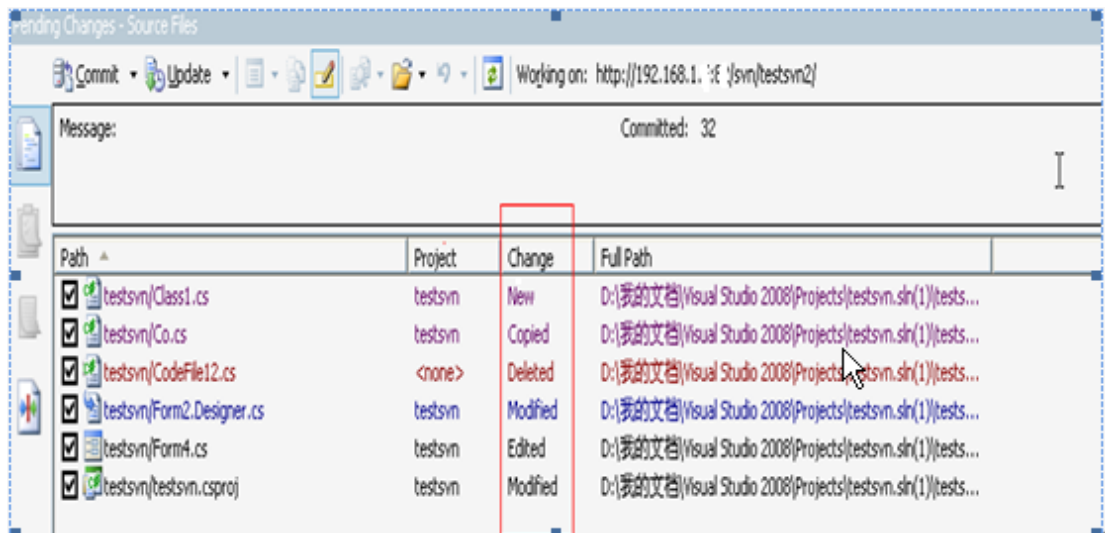 Pending Changes - Source Files
Commit Update Working on: http://192.168.1. /svn/testsvn2/
Message: Committed: 32
Path Project Change Full Path
testsvn/Class1.cs testsvn New D:\我的文档\Visual Studio 2008\Projects\testsvn.sln(1)\tests...
testsvn/Co.cs testsvn Copied D:\我的文档\Visual Studio 2008\Projects\testsvn.sln(1)\tests...
testsvn/CodeFile12.cs <none> Deleted D:\我的文档\Visual Studio 2008\Projects\testsvn.sln(1)\tests...
testsvn/Form2.Designer.cs testsvn Modified D:\我的文档\Visual Studio 2008\Projects\testsvn.sln(1)\tests...
testsvn/Form4.cs testsvn Edited D:\我的文档\Visual Studio 2008\Projects\testsvn.sln(1)\tests...
testsvn/testsvn.csproj testsvn Modified D:\我的文档\Visual Studio 2008\Projects\testsvn.sln(1)\tests...